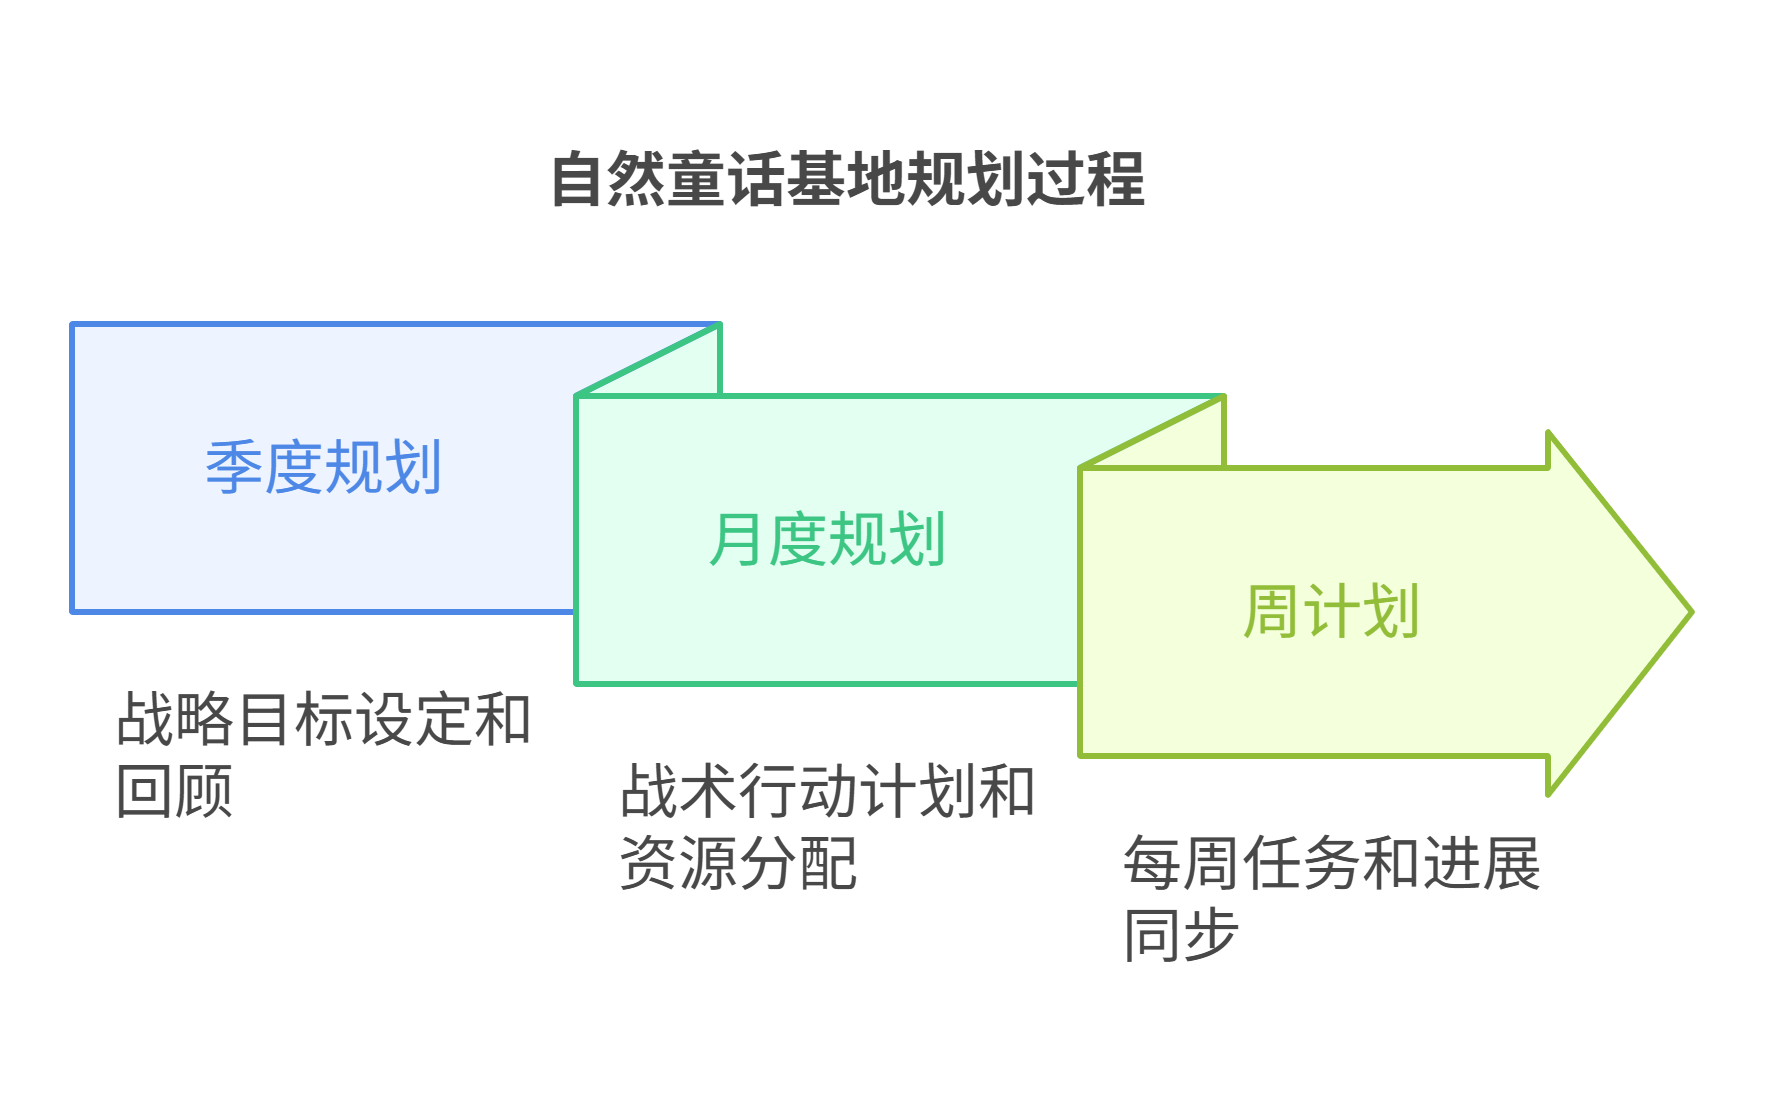 自然童话基地规划过程
季度规划
月度规划
周计划
战略目标设定和
回顾
战术行动计划和
资源分配
每周任务和进展
同步